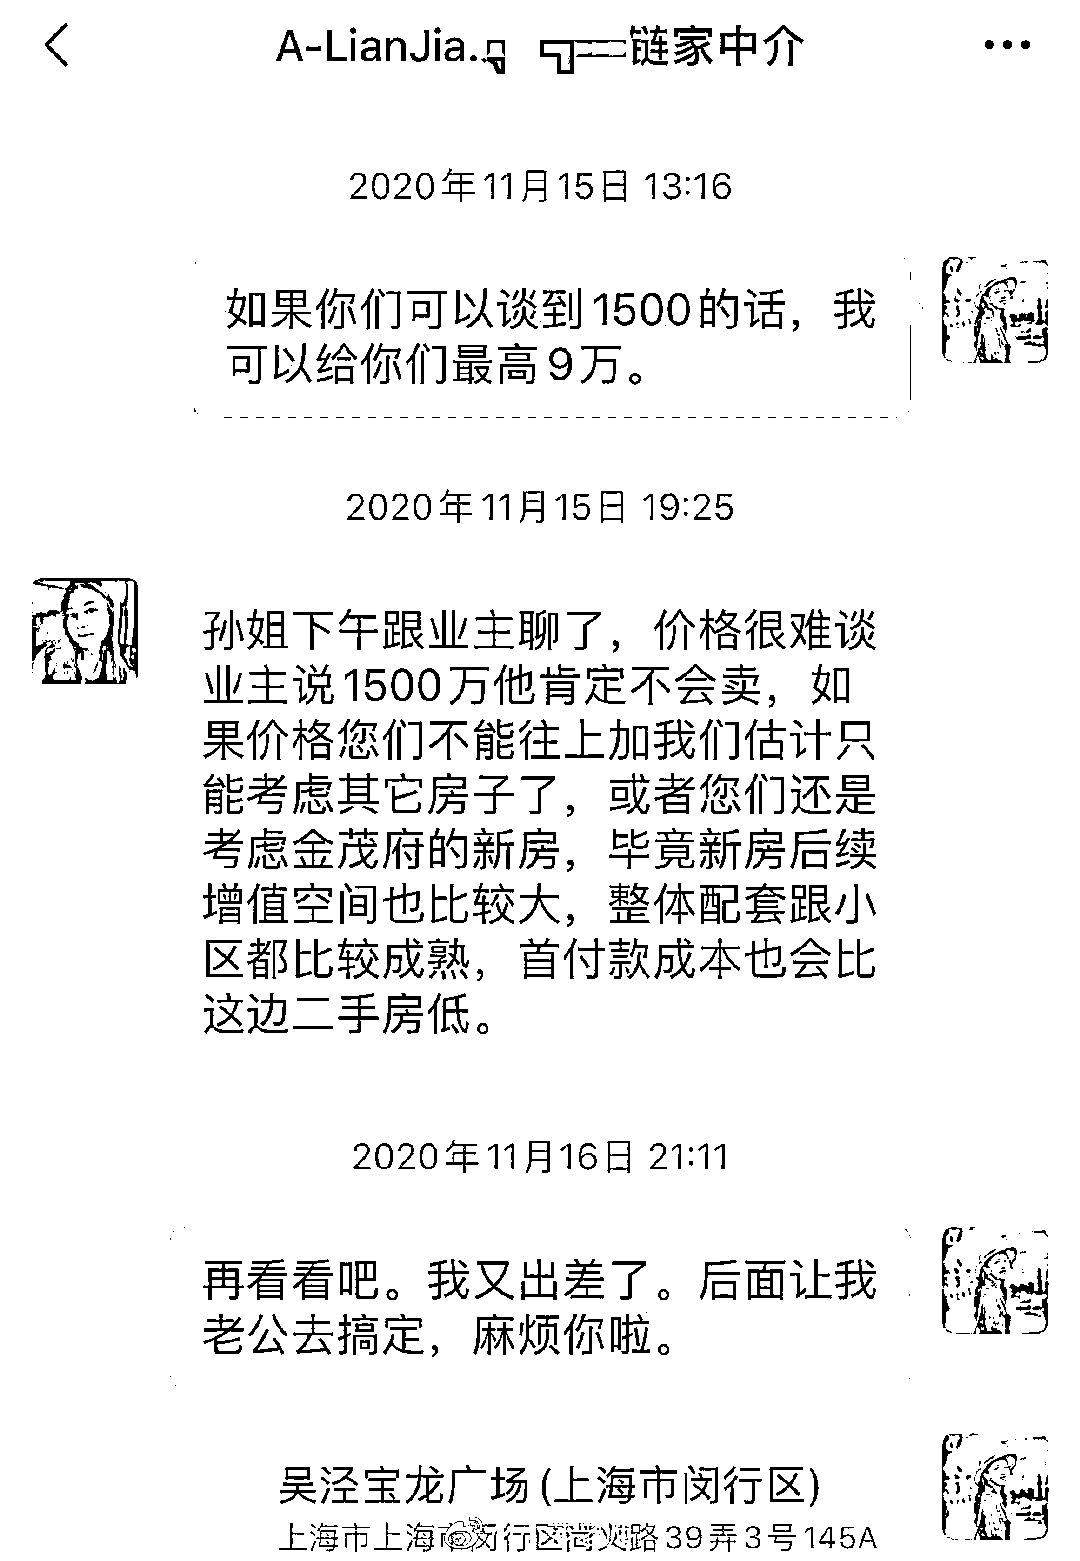 A-LianJia. 链家中介
2020年11月15日 13:16
如果你们可以谈到1500的话，我
可以给你们最高9万。
2020年11月15日 19:25
孙姐下午跟业主聊了，价格很难谈
业主说1500万他肯定不会卖，如
果价格您们不能往上加我们估计只
能考虑其它房子了，或者您们还是
考虑金茂府的新房，毕竟新房后续
增值空间也比较大，整体配套跟小
区都比较成熟，首付款成本也会比
这边二手房低。
2020年11月16日 21:11
再看看吧。我又出差了。后面让我
老公去搞定，麻烦你啦。
吴泾宝龙广场(上海市闵行区)
上海市上海市闵行区尚义路39弄3号145A